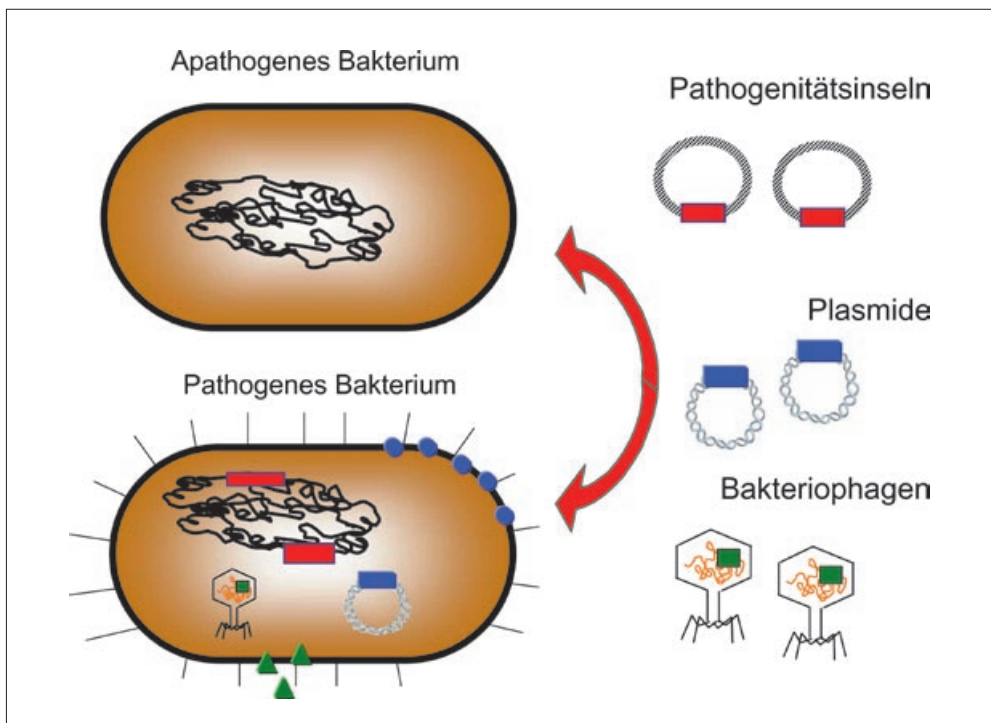 Apathogenes Bakterium
Pathogenitätsinseln
Plasmide
Pathogenes Bakterium
Bakteriophagen